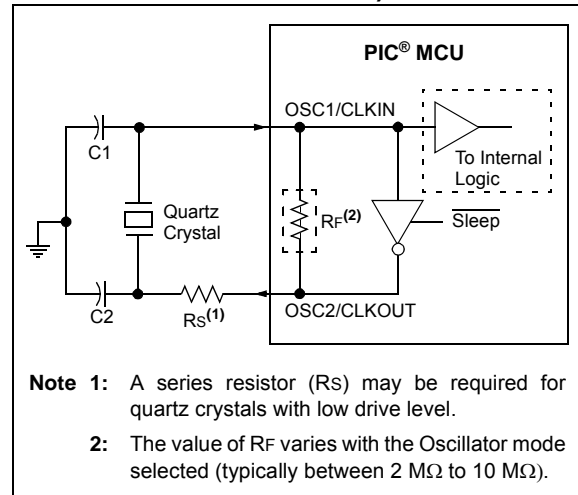 PIC® MCU
OSC1/CLKIN
C1
To Internal
Logic
Quartz
Crystal
RF(2)
Sleep
C2
RS(1)
OSC2/CLKOUT
Note 1: A series resistor (RS) may be required for
quartz crystals with low drive level.
2: The value of RF varies with the Oscillator mode
selected (typically between 2 MΩ to 10 MΩ).